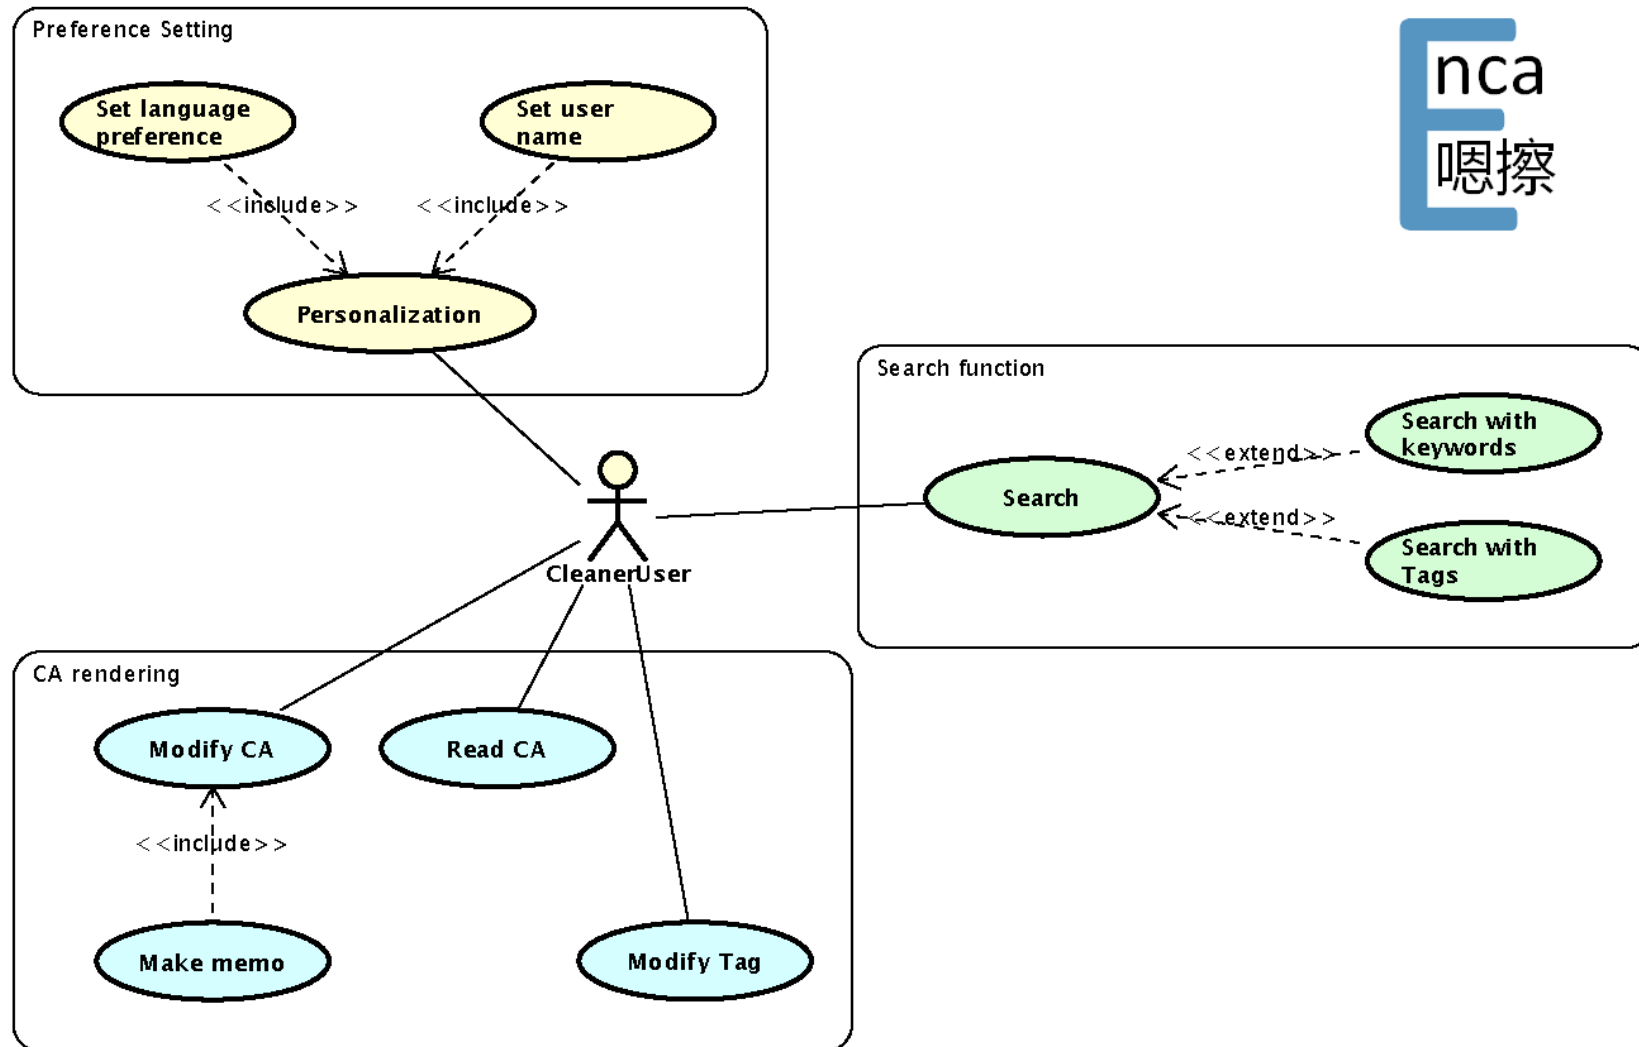 Preference Setting
Set language
preference
Set user
name
<<include>>
<<include>>
Personalization
Enca
嗯擦
Search function
Search with
keywords
<<extend>>
Search
<<extend>>
Search with
Tags
CleanerUser
CA rendering
Modify CA
Read CA
<<include>>
Make memo
Modify Tag